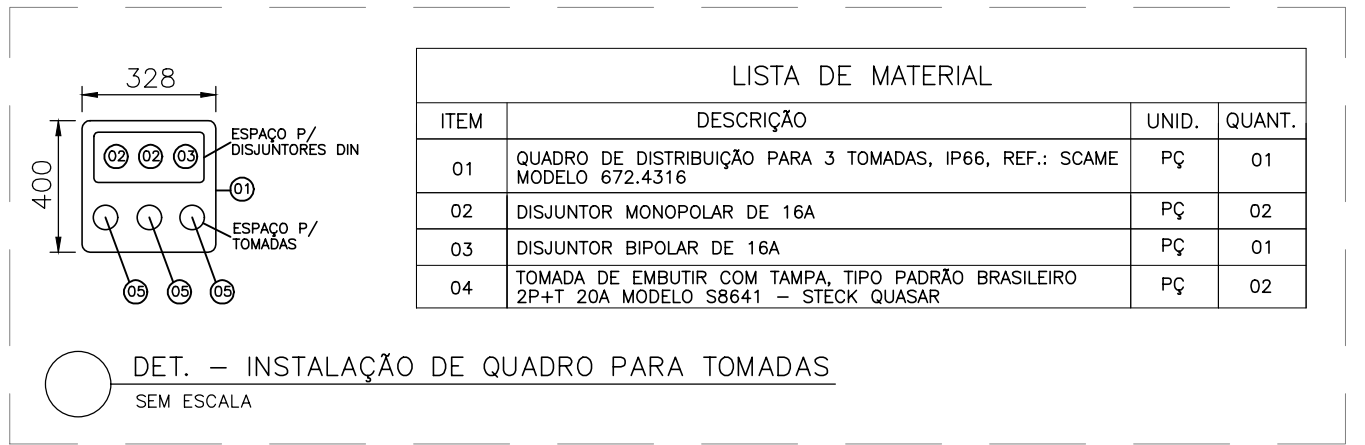 328
400
02 02 03
ESPAÇO P/
DISJUNTORES DIN
01
ESPAÇO P/
TOMADAS
05 05 05
LISTA DE MATERIAL
ITEM DESCRIÇÃO UNID. QUANT.
01 QUADRO DE DISTRIBUIÇÃO PARA 3 TOMADAS, IP66, REF.: SCAME PÇ 01
MODELO 672.4316
02 DISJUNTOR MONOPOLAR DE 16A PÇ 02
03 DISJUNTOR BIPOLAR DE 16A PÇ 01
04 TOMADA DE EMBUTIR COM TAMPA, TIPO PADRÃO BRASILEIRO PÇ 02
2P+T 20A MODELO S8641 – STECK QUASAR
DET. – INSTALAÇÃO DE QUADRO PARA TOMADAS
SEM ESCALA